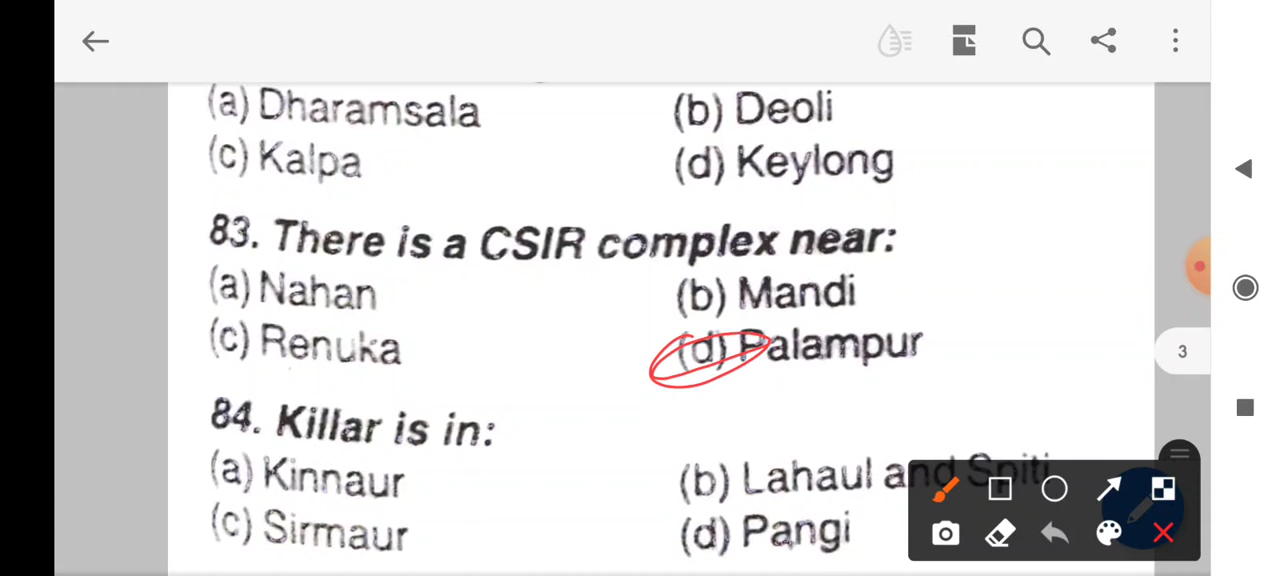 (a) Dharamsala (b) Deoli
(c) Kalpa (d) Keylong
83. There is a CSIR complex near:
(a) Nahan (b) Mandi
(c) Renuka (d) Palampur
3
84. Killar is in:
(a) Kinnaur (b) Lahaul and Spiti
(c) Sirmaur (d) Pangi